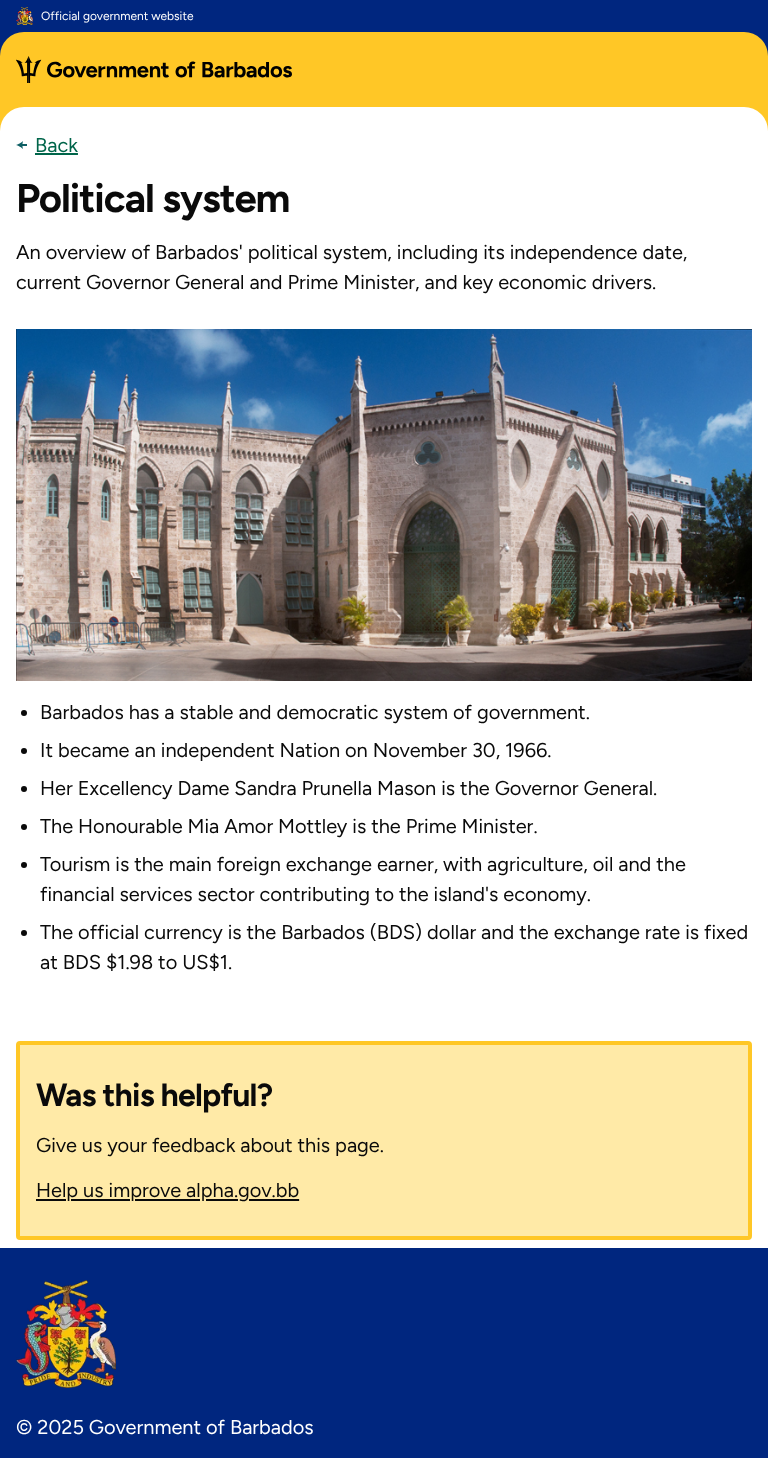 Official government website
Government of Barbados
Back
Political system
An overview of Barbados' political system, including its independence date,
current Governor General and Prime Minister, and key economic drivers.
Barbados has a stable and democratic system of government.
It became an independent Nation on November 30, 1966.
Her Excellency Dame Sandra Prunella Mason is the Governor General.
The Honourable Mia Amor Mottley is the Prime Minister.
Tourism is the main foreign exchange earner, with agriculture, oil and the
financial services sector contributing to the island's economy.
The official currency is the Barbados (BDS) dollar and the exchange rate is fixed
at BDS $1.98 to US$1.
Was this helpful?
Give us your feedback about this page.
Help us improve alpha.gov.bb
PRIDE AND INDUSTRY
© 2025 Government of Barbados